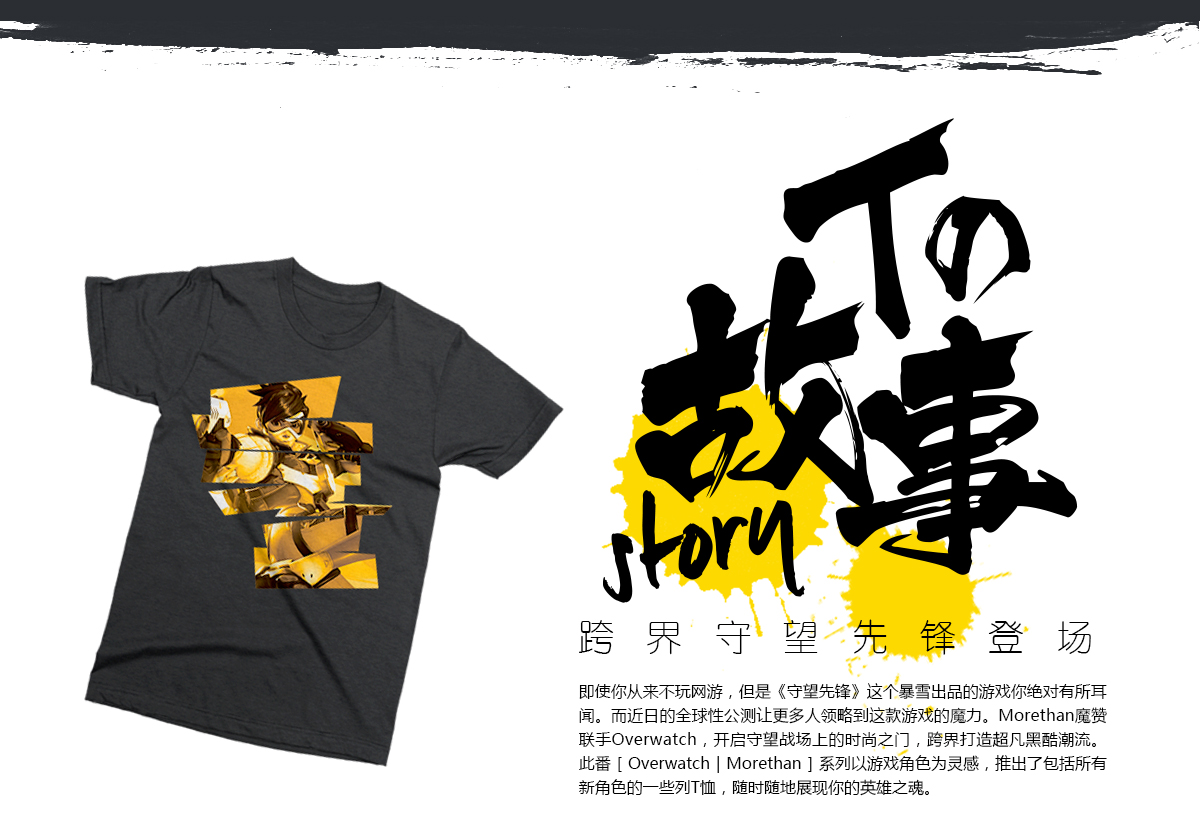 Tの
故事
story
跨界守望先锋登场
即使你从来不玩网游，但是《守望先锋》这个暴雪出品的游戏你绝对有所耳
闻。而近日的全球性公测让更多人领略到这款游戏的魔力。Morethan魔赞
联手Overwatch，开启守望战场上的时尚之门，跨界打造超凡黑酷潮流。
此番 [ Overwatch | Morethan ] 系列以游戏角色为灵感，推出了包括所有
新角色的一些列T恤，随时随地展现你的英雄之魂。